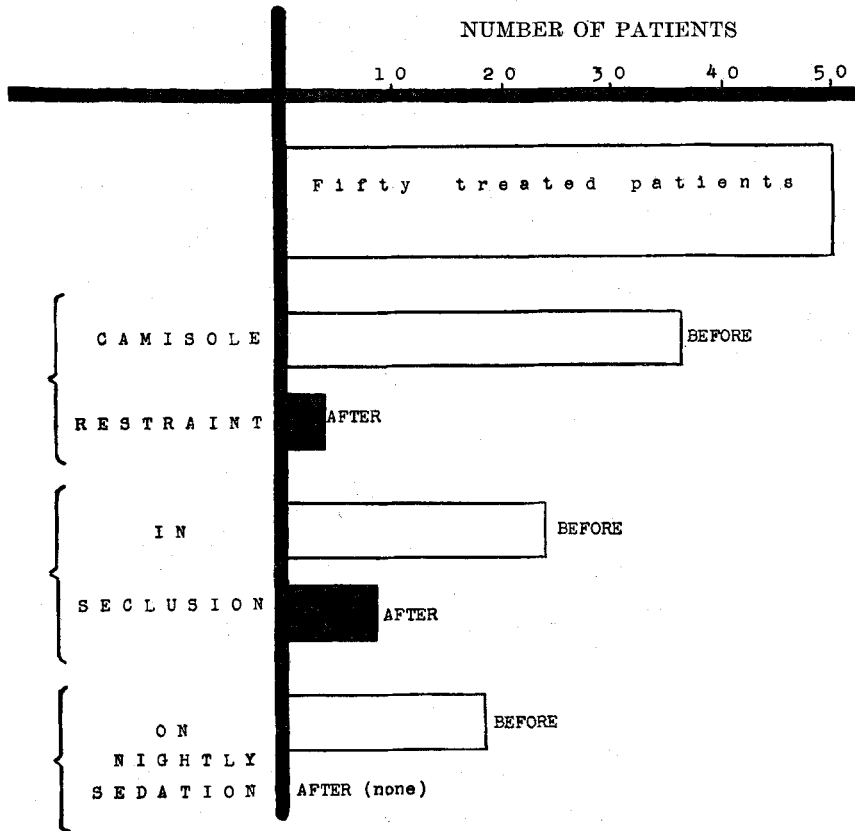 NUMBER OF PATIENTS
10 20 30 40 50
Fifty treated patients
CAMISOLE
BEFORE
RESTRAINT
AFTER
IN
BEFORE
SECLUSION
AFTER
ON
BEFORE
NIGHTLY
SEDATION
AFTER (none)